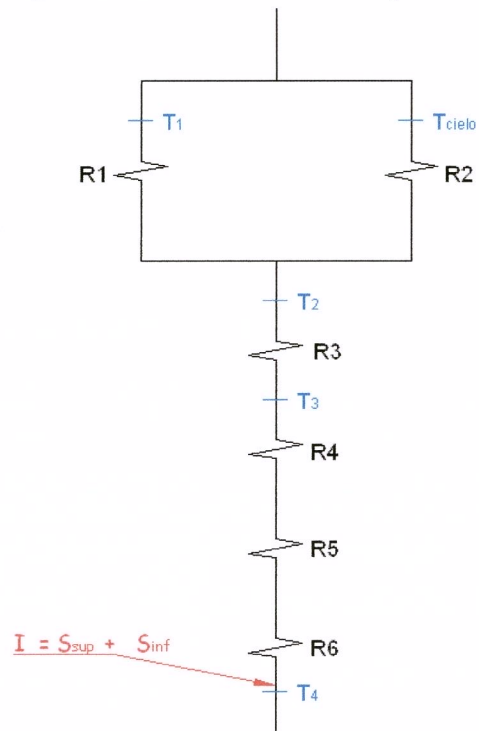 T1
Tcielo
R1
R2
T2
R3
T3
R4
R5
I = Ssup + Sinf
R6
T4